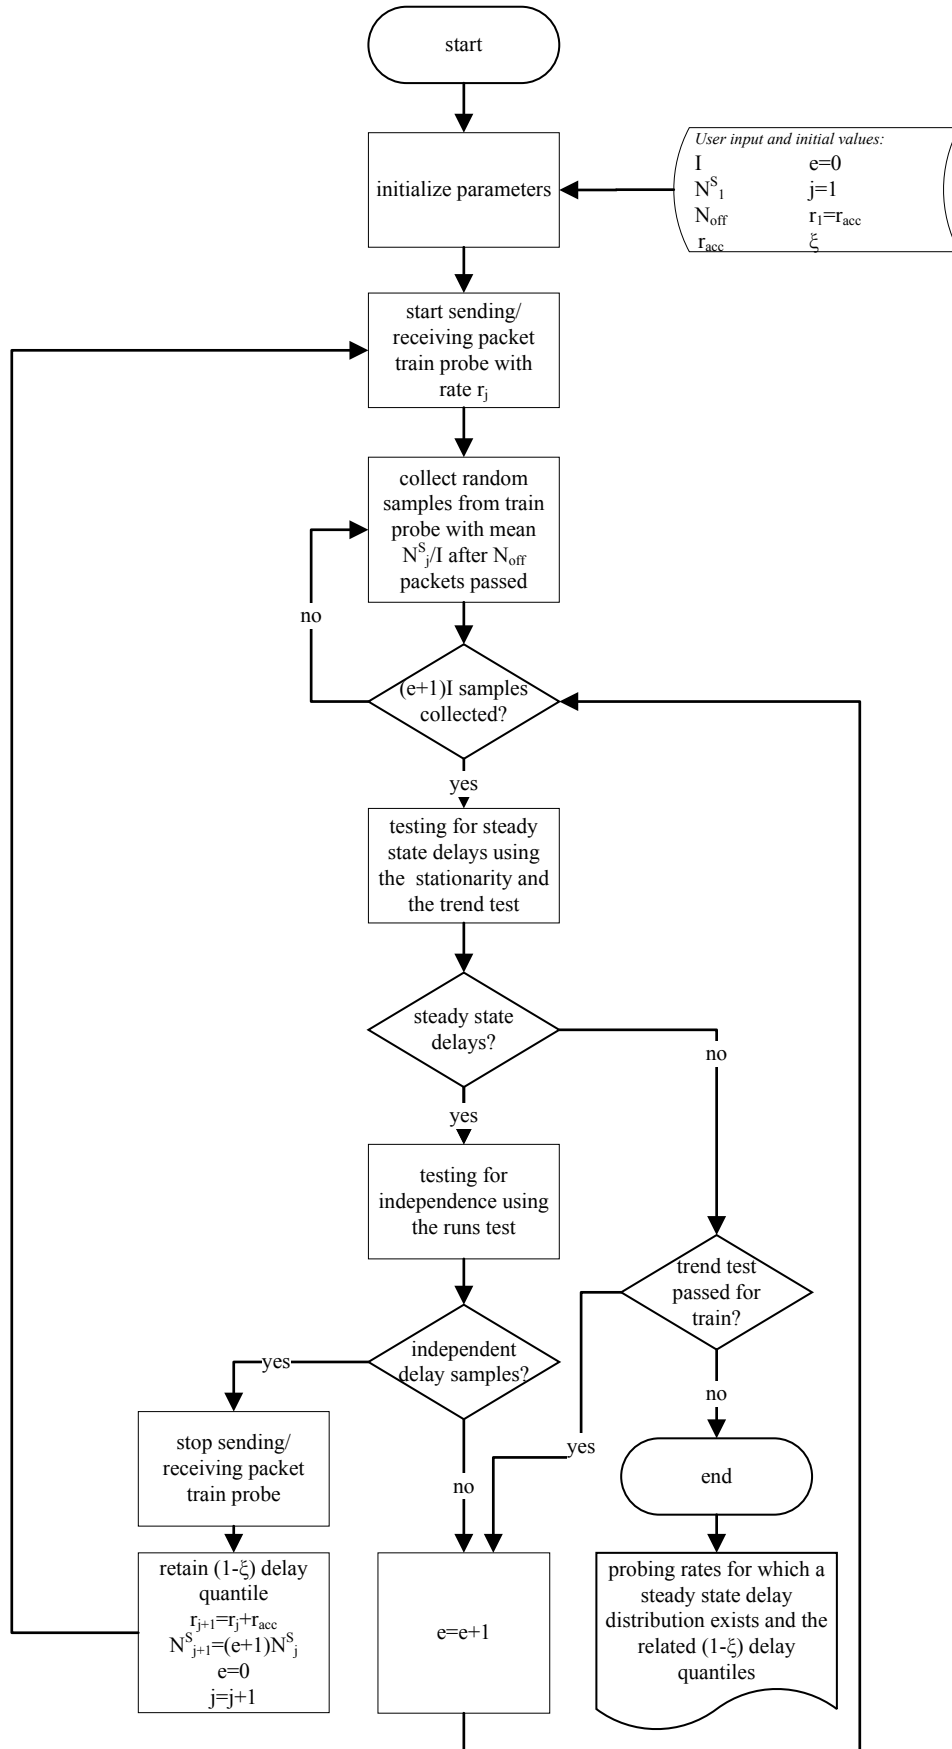 start
User input and initial values:
I e=0
N^S_1 j=1
N_off r_1=r_acc
r_acc ξ
initialize parameters
start sending/
receiving packet
train probe with
rate r_j
collect random
samples from train
probe with mean
N^S_j/I after N_off
packets passed
no
(e+1)I samples
collected?
yes
testing for steady
state delays using
the stationarity and
the trend test
steady state
delays?
no
yes
testing for
independence using
the runs test
trend test
passed for
train?
independent
delay samples?
yes
no
stop sending/
receiving packet
train probe
yes
no
end
retain (1-ξ) delay
quantile
r_j+1=r_j+r_acc
N^S_j+1=(e+1)N^S_j
e=0
j=j+1
e=e+1
probing rates for which a
steady state delay
distribution exists and the
related (1-ξ) delay
quantiles